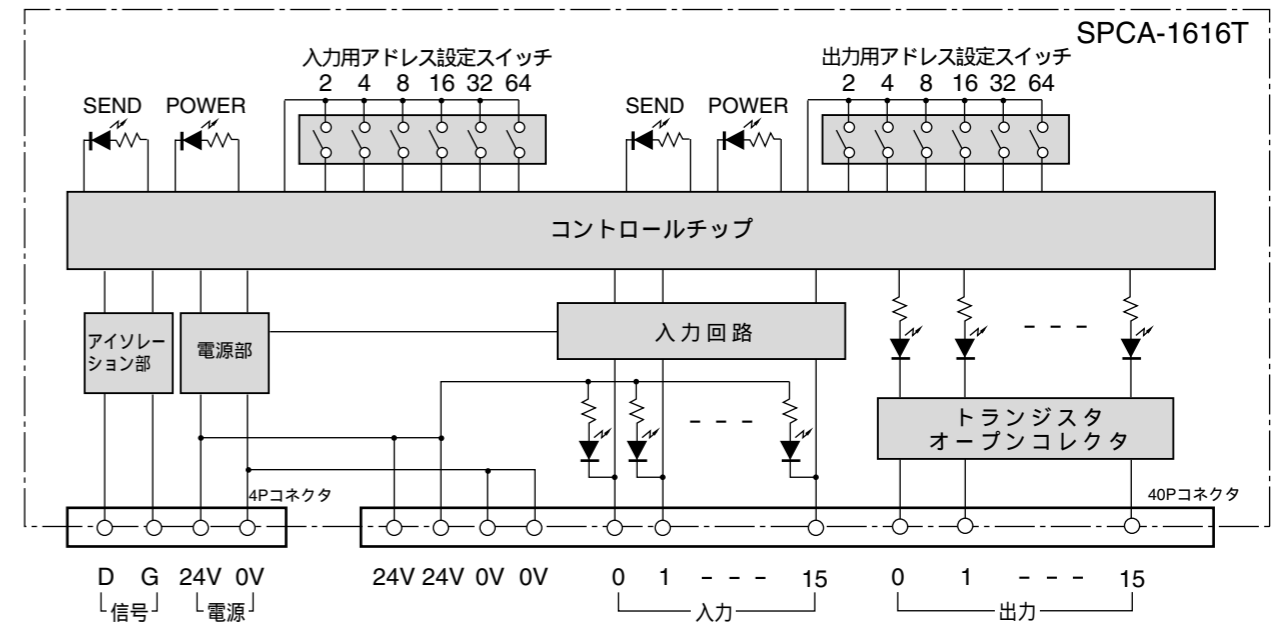 SPCA-1616T
入力用アドレス設定スイッチ
2 4 8 16 32 64
出力用アドレス設定スイッチ
2 4 8 16 32 64
SEND POWER
SEND POWER
コントロールチップ
アイソレー
ション部
電源部
入力回路
トランジスタ
オープンコレクタ
4Pコネクタ
40Pコネクタ
D G 24V 0V
24V 24V 0V 0V
0 1 - - - 15
0 1 - - - 15
信号
電源
入力
出力